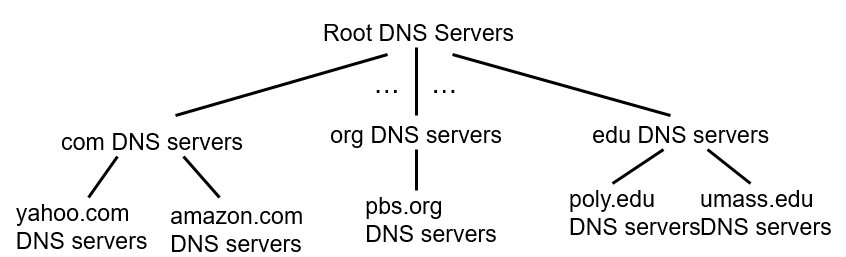 Root DNS Servers
... ...
com DNS servers
org DNS servers
edu DNS servers
yahoo.com
DNS servers
amazon.com
DNS servers
pbs.org
DNS servers
poly.edu
DNS servers
umass.edu
DNS servers